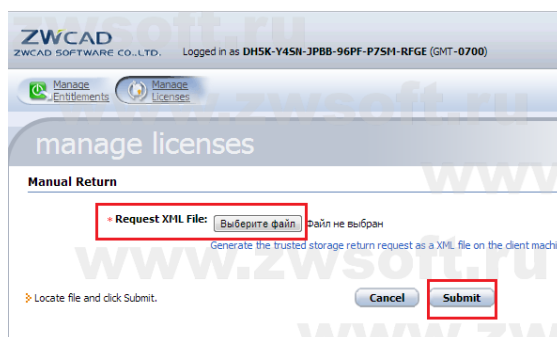 ZWCAD
ZWCAD SOFTWARE CO.,LTD.
Logged in as DH5K-Y4SN-JPBB-96PF-P7SM-RFGE (GMT-0700)
Manage Entitlements
Manage Licenses
www.zwsoft.ru
manage licenses
Manual Return
* Request XML File: Выберите файл Файл не выбран
Generate the trusted storage return request as a XML file on the client machi
www.zwsoft.ru
Locate file and click Submit.
Cancel
Submit